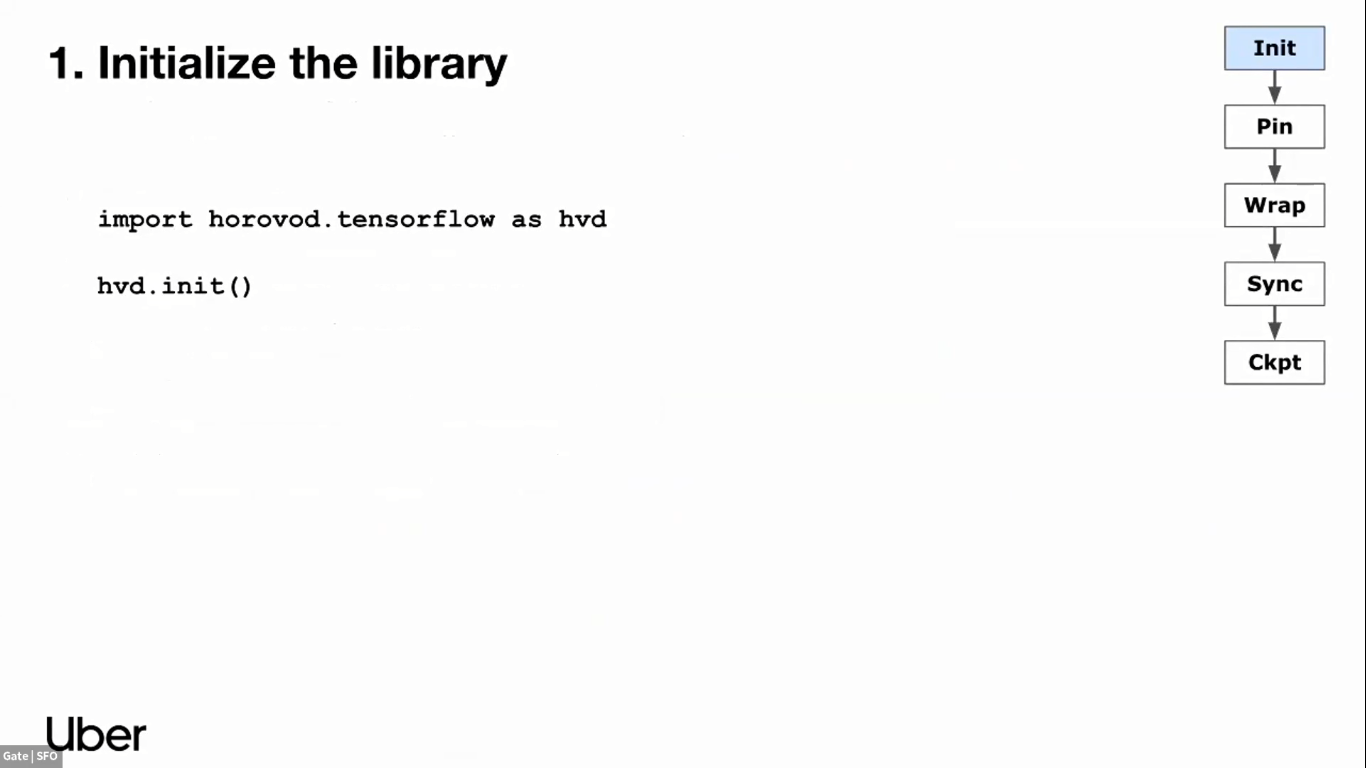 1. Initialize the library
import horovod.tensorflow as hvd
hvd.init()
Init
Pin
Wrap
Sync
Ckpt
Uber
Gate | SFO